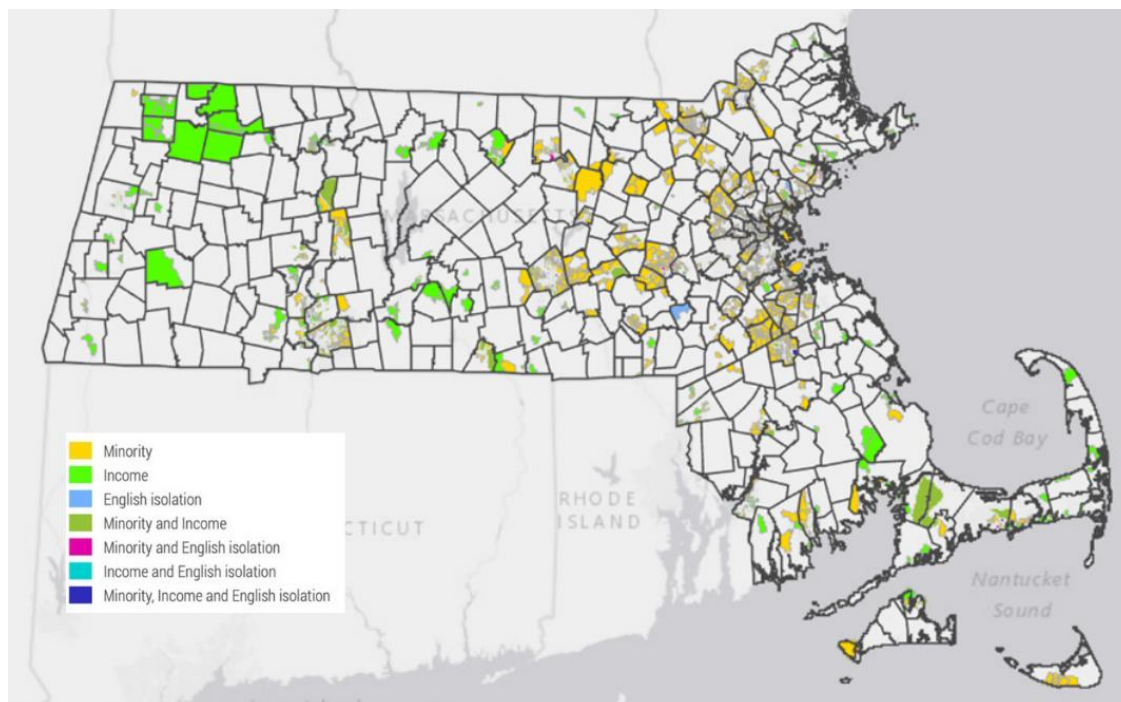 MASSACHUSETTS
Cape
Cod Bay
Minority
Income
English isolation
Minority and Income
Minority and English isolation
Income and English isolation
Minority, Income and English isolation
RHODE
ISLAND
CTICUT
Nantucket
Sound